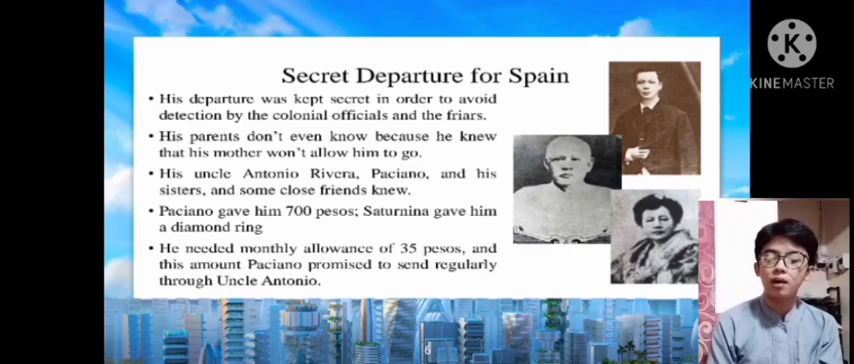 Secret Departure for Spain
• His departure was kept secret in order to avoid
detection by the colonial officials and the friars.
• His parents don't even know because he knew
that his mother won't allow him to go.
• His uncle Antonio Rivera, Paciano, and his
sisters, and some close friends knew.
• Paciano gave him 700 pesos; Saturnina gave him
a diamond ring
• He needed monthly allowance of 35 pesos, and
this amount Paciano promised to send regularly
through Uncle Antonio.
6
K
KINEMASTER